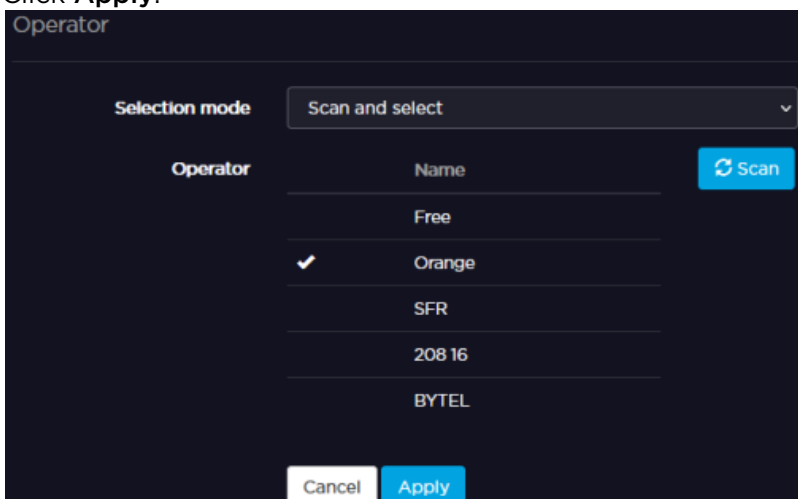 Click Apply.
Operator
Selection mode Scan and select
Operator Name Scan
Free
Orange
SFR
208 16
BYTEL
Cancel Apply